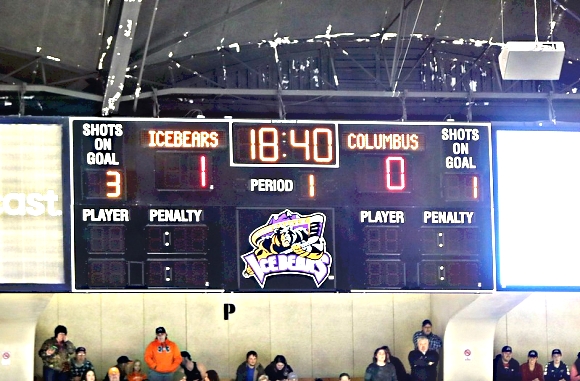 SHOTS
ON
GOAL
ICEBEARS
18:40
COLUMBUS
SHOTS
ON
GOAL
3
1
PERIOD 1
0
1
PLAYER PENALTY
PLAYER PENALTY
ICEBEARS
ast
P